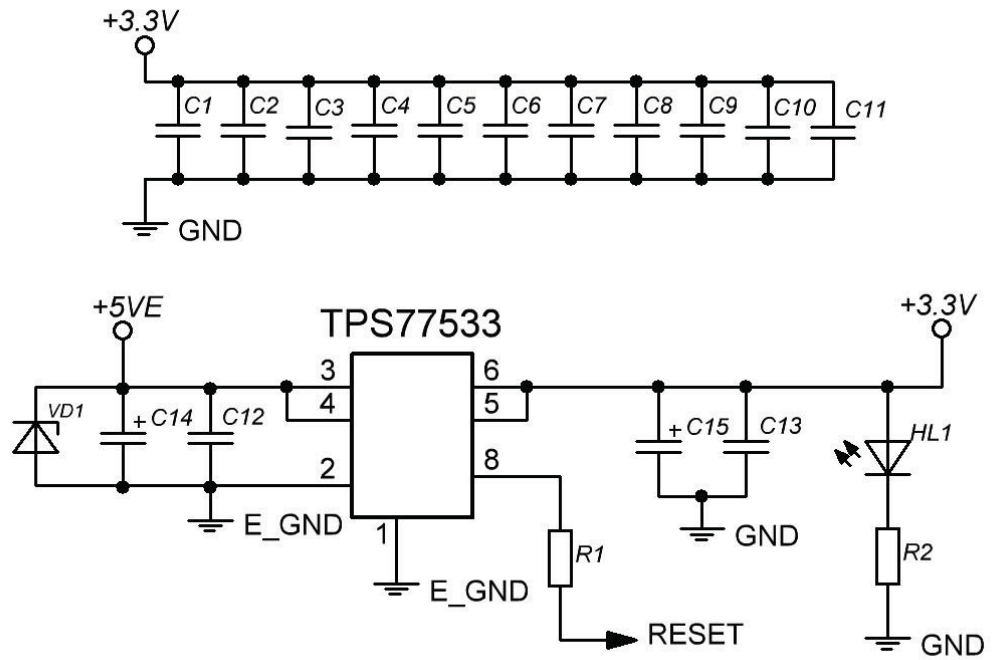 +3.3V
C1 C2 C3 C4 C5 C6 C7 C8 C9 C10 C11
GND
+5VE
TPS77533
+3.3V
3 6
4 5
VD1 + C14 C12
+ C15 C13
HL1
2 8
E_GND
1
GND
R1
R2
E_GND
RESET
GND